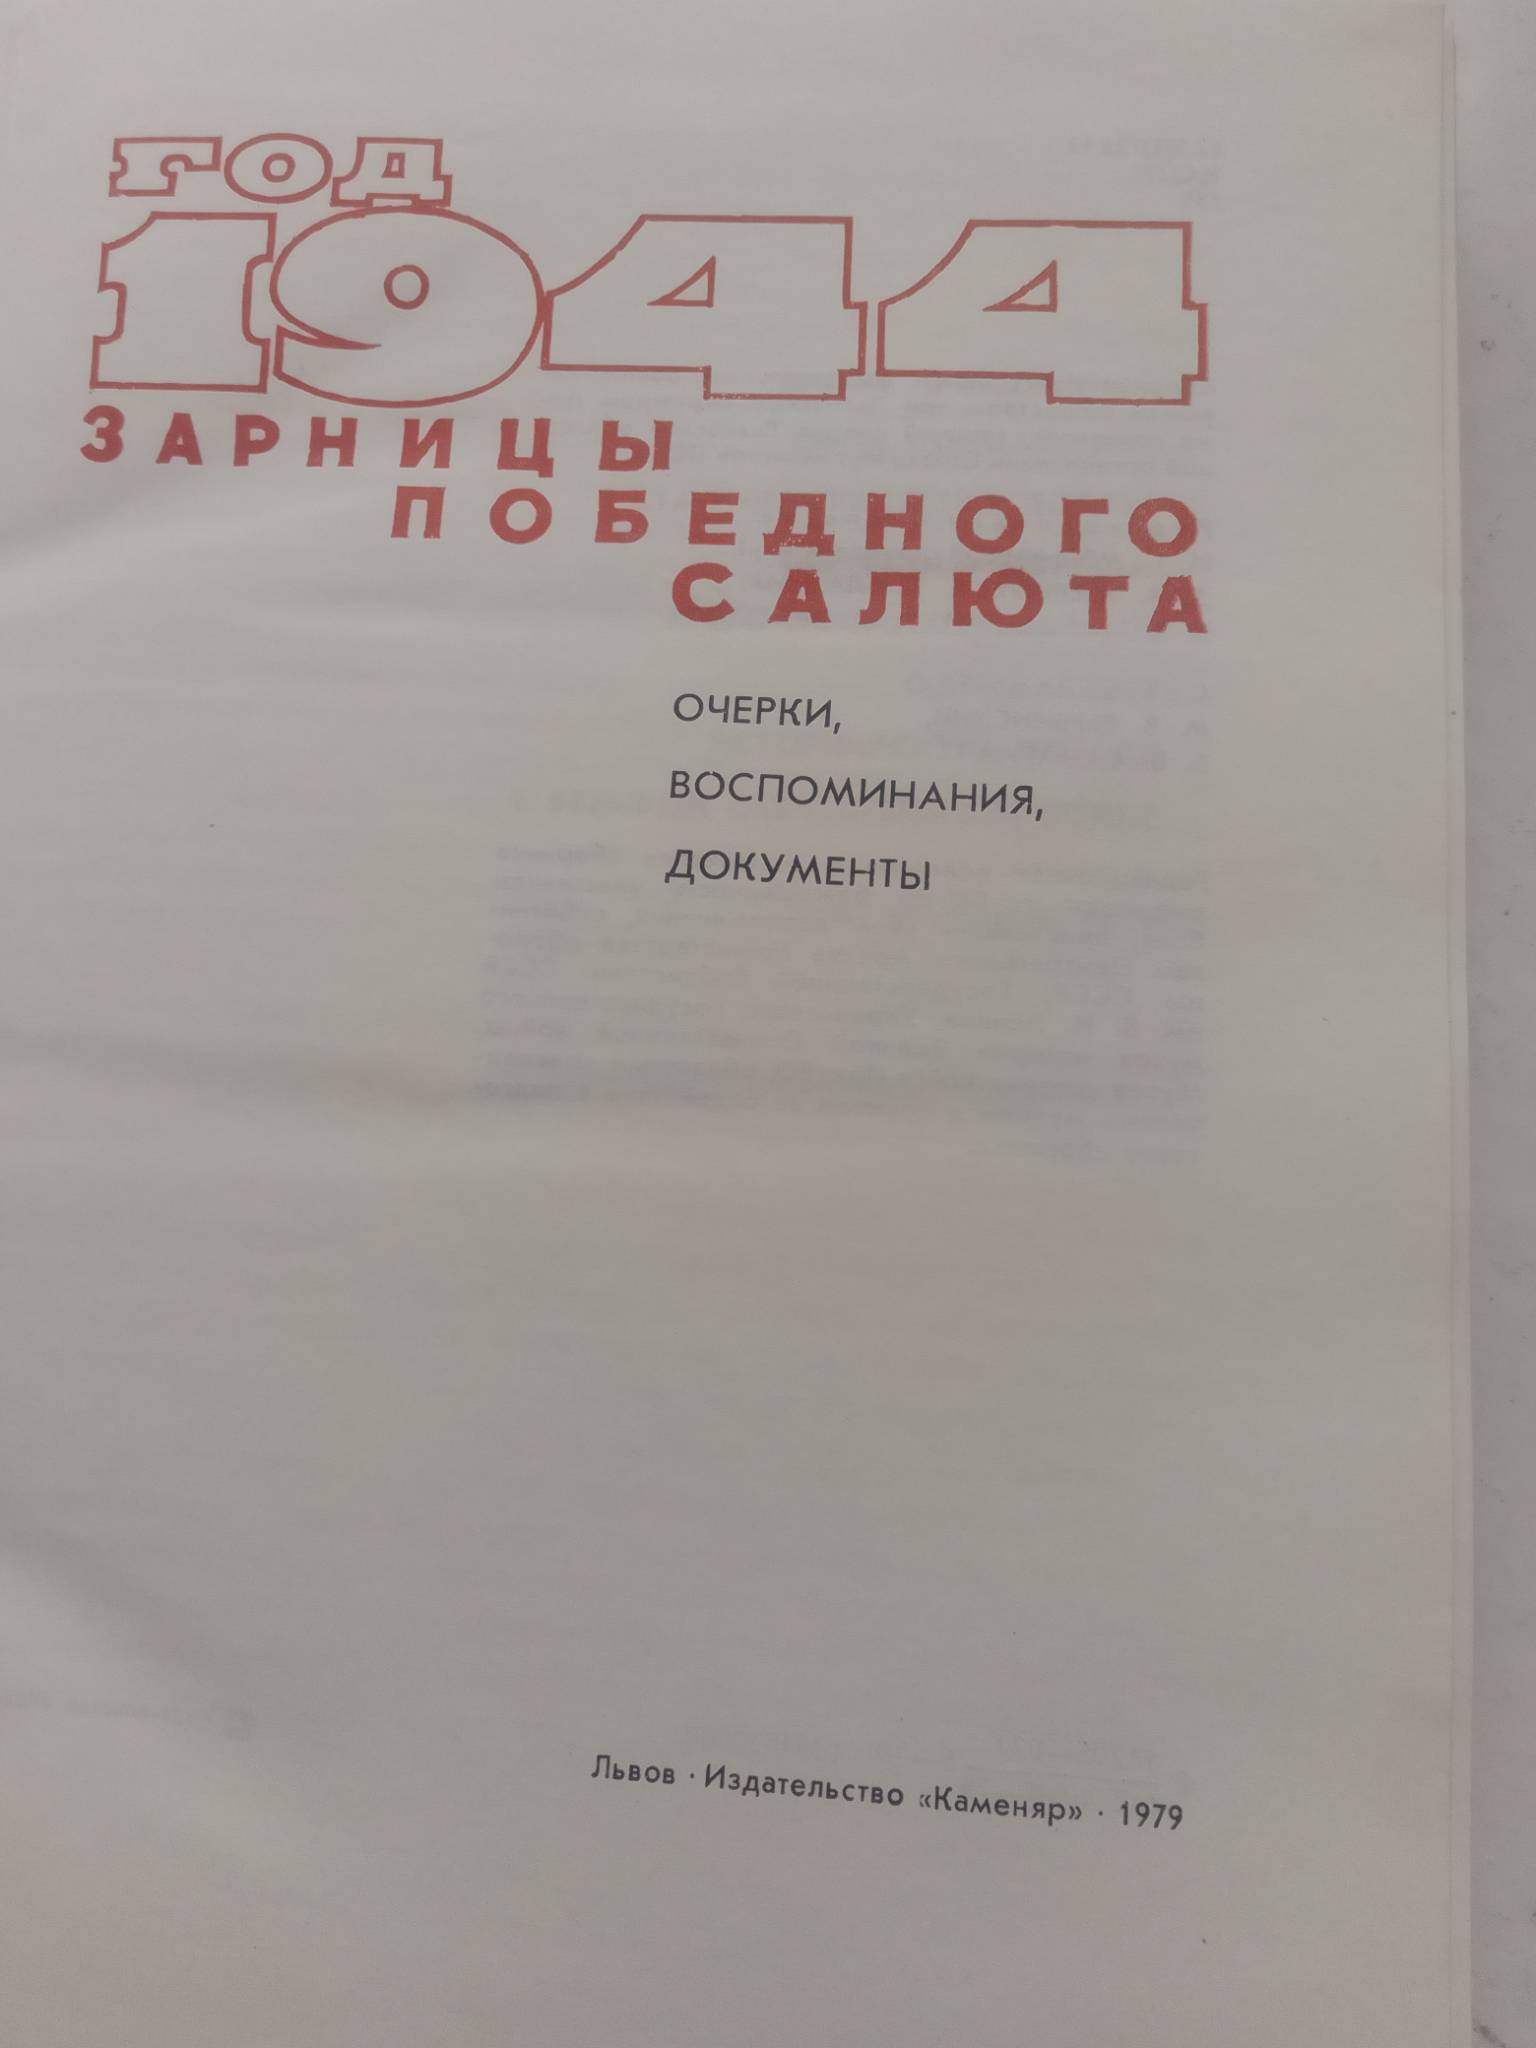 ГОД
1944
ЗАРНИЦЫ
ПОБЕДНОГО
САЛЮТА
ОЧЕРКИ,
ВОСПОМИНАНИЯ,
ДОКУМЕНТЫ
Львов · Издательство «Каменяр» · 1979